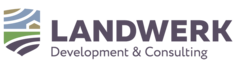 LANDWERK
Development & Consulting